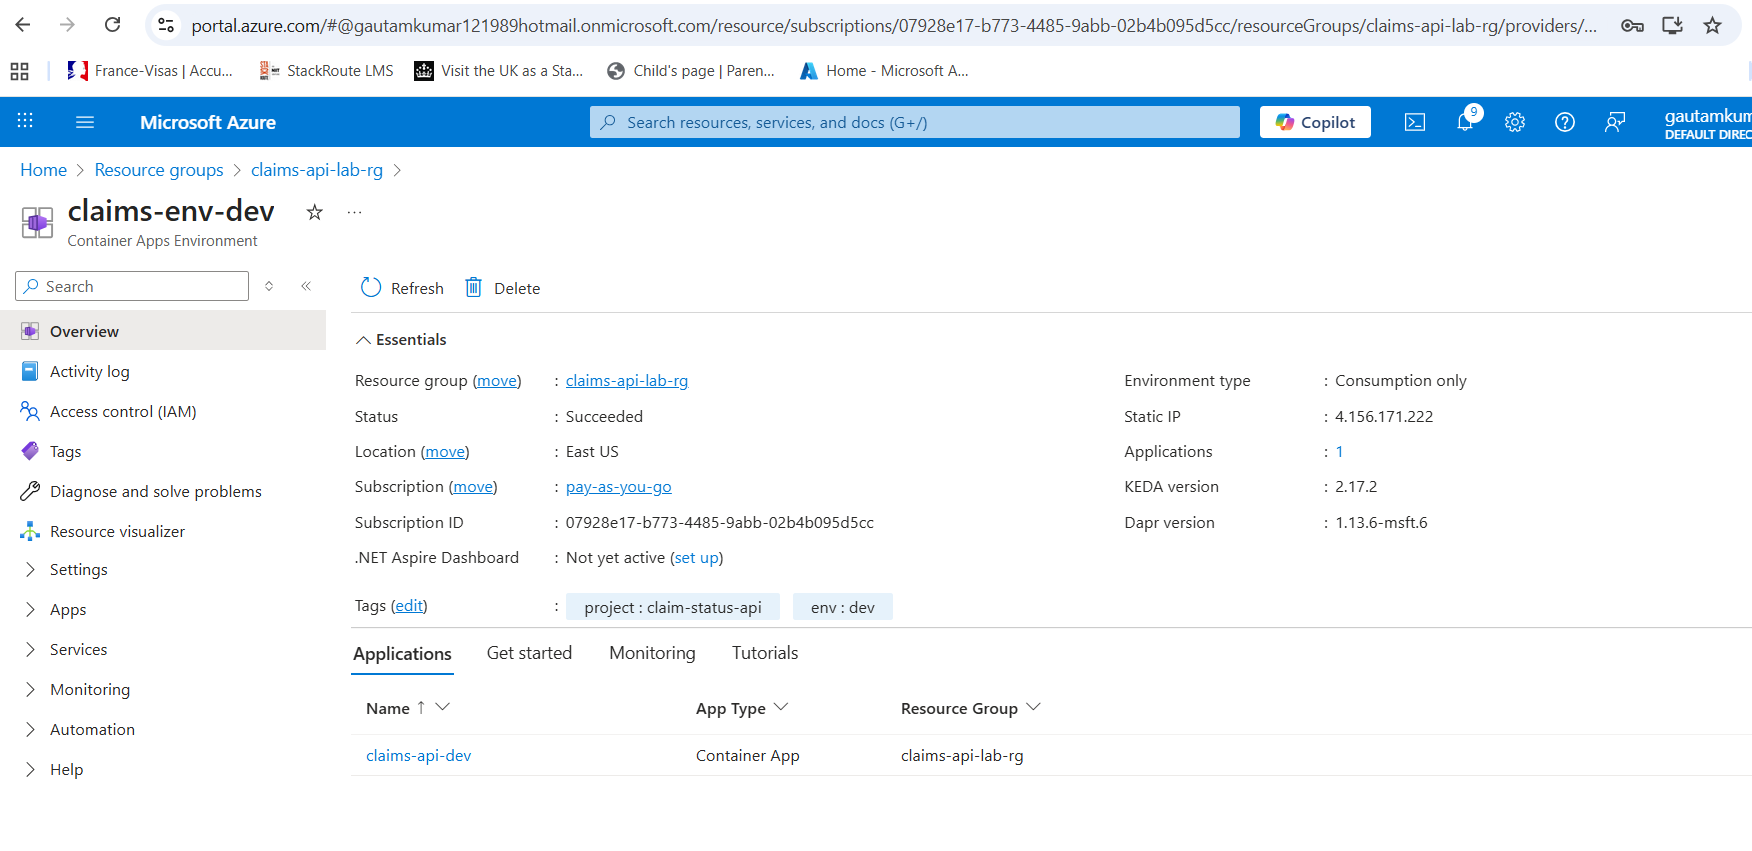 portal.azure.com/#@gautamkumar121989hotmail.onmicrosoft.com/resource/subscriptions/07928e17-b773-4485-9abb-02b4b095d5cc/resourceGroups/claims-api-lab-rg/providers/...
France-Visas | Accu... StackRoute LMS Visit the UK as a Sta... Child's page | Paren... Home - Microsoft A...
Microsoft Azure Search resources, services, and docs (G+/) Copilot 9 gautamkum
DEFAULT DIREC
Home > Resource groups > claims-api-lab-rg >
claims-env-dev
Container Apps Environment
Search
Refresh Delete
Overview
Activity log
Access control (IAM)
Tags
Diagnose and solve problems
Resource visualizer
Settings
Apps
Services
Monitoring
Automation
Help
Essentials
Resource group (move) : claims-api-lab-rg
Status : Succeeded
Location (move) : East US
Subscription (move) : pay-as-you-go
Subscription ID : 07928e17-b773-4485-9abb-02b4b095d5cc
.NET Aspire Dashboard : Not yet active (set up)
Environment type : Consumption only
Static IP : 4.156.171.222
Applications : 1
KEDA version : 2.17.2
Dapr version : 1.13.6-msft.6
Tags (edit) : project : claim-status-api env : dev
Applications Get started Monitoring Tutorials
Name ↑ App Type Resource Group
claims-api-dev Container App claims-api-lab-rg